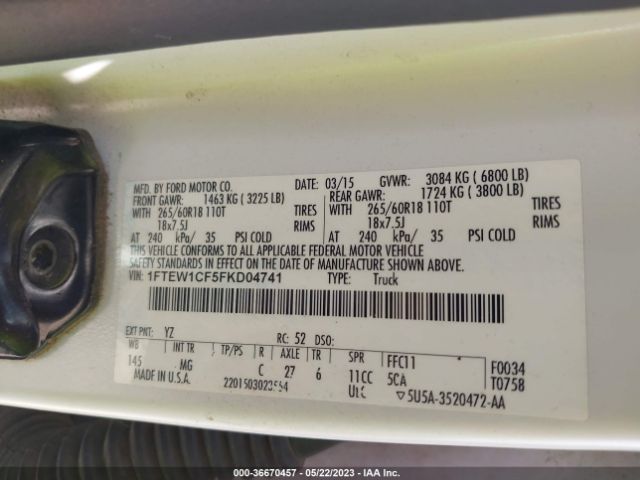 MFD. BY FORD MOTOR CO. DATE: 03/15 GVWR: 3084 KG ( 6800 LB)
FRONT GAWR: 1463 KG ( 3225 LB) REAR GAWR: 1724 KG ( 3800 LB)
WITH 265/60R18 110T TIRES WITH 265/60R18 110T TIRES
18x7.5J RIMS 18x7.5J RIMS
AT 240 kPa/ 35 PSI COLD AT 240 kPa/ 35 PSI COLD
THIS VEHICLE CONFORMS TO ALL APPLICABLE FEDERAL MOTOR VEHICLE
SAFETY STANDARDS IN EFFECT ON THE DATE OF MANUFACTURE SHOWN ABOVE.
VIN: 1FTEW1CF5FKD04741 TYPE: Truck
EXT PNT: YZ RC: 52 DSO:
WB INT TR TP/PS R AXLE TR SPR FFC11 F0034
145 MG C 27 6 11CC 5CA T0758
MADE IN U.S.A. ▽5U5A-3520472-AA
000-36670457 - 05/22/2023 - IAA Inc.